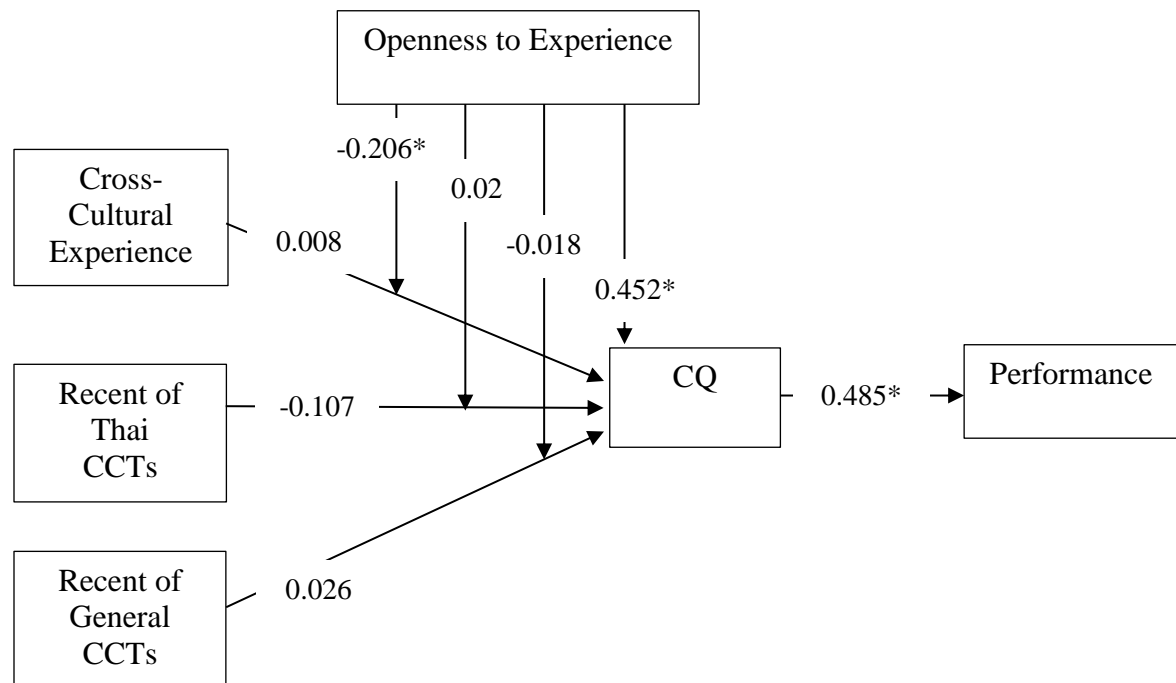 Openness to Experience
-0.206*
0.02
-0.018
0.452*
Cross-
Cultural
Experience
0.008
Recent of
Thai
CCTs
-0.107
CQ
0.485*
Performance
Recent of
General
CCTs
0.026